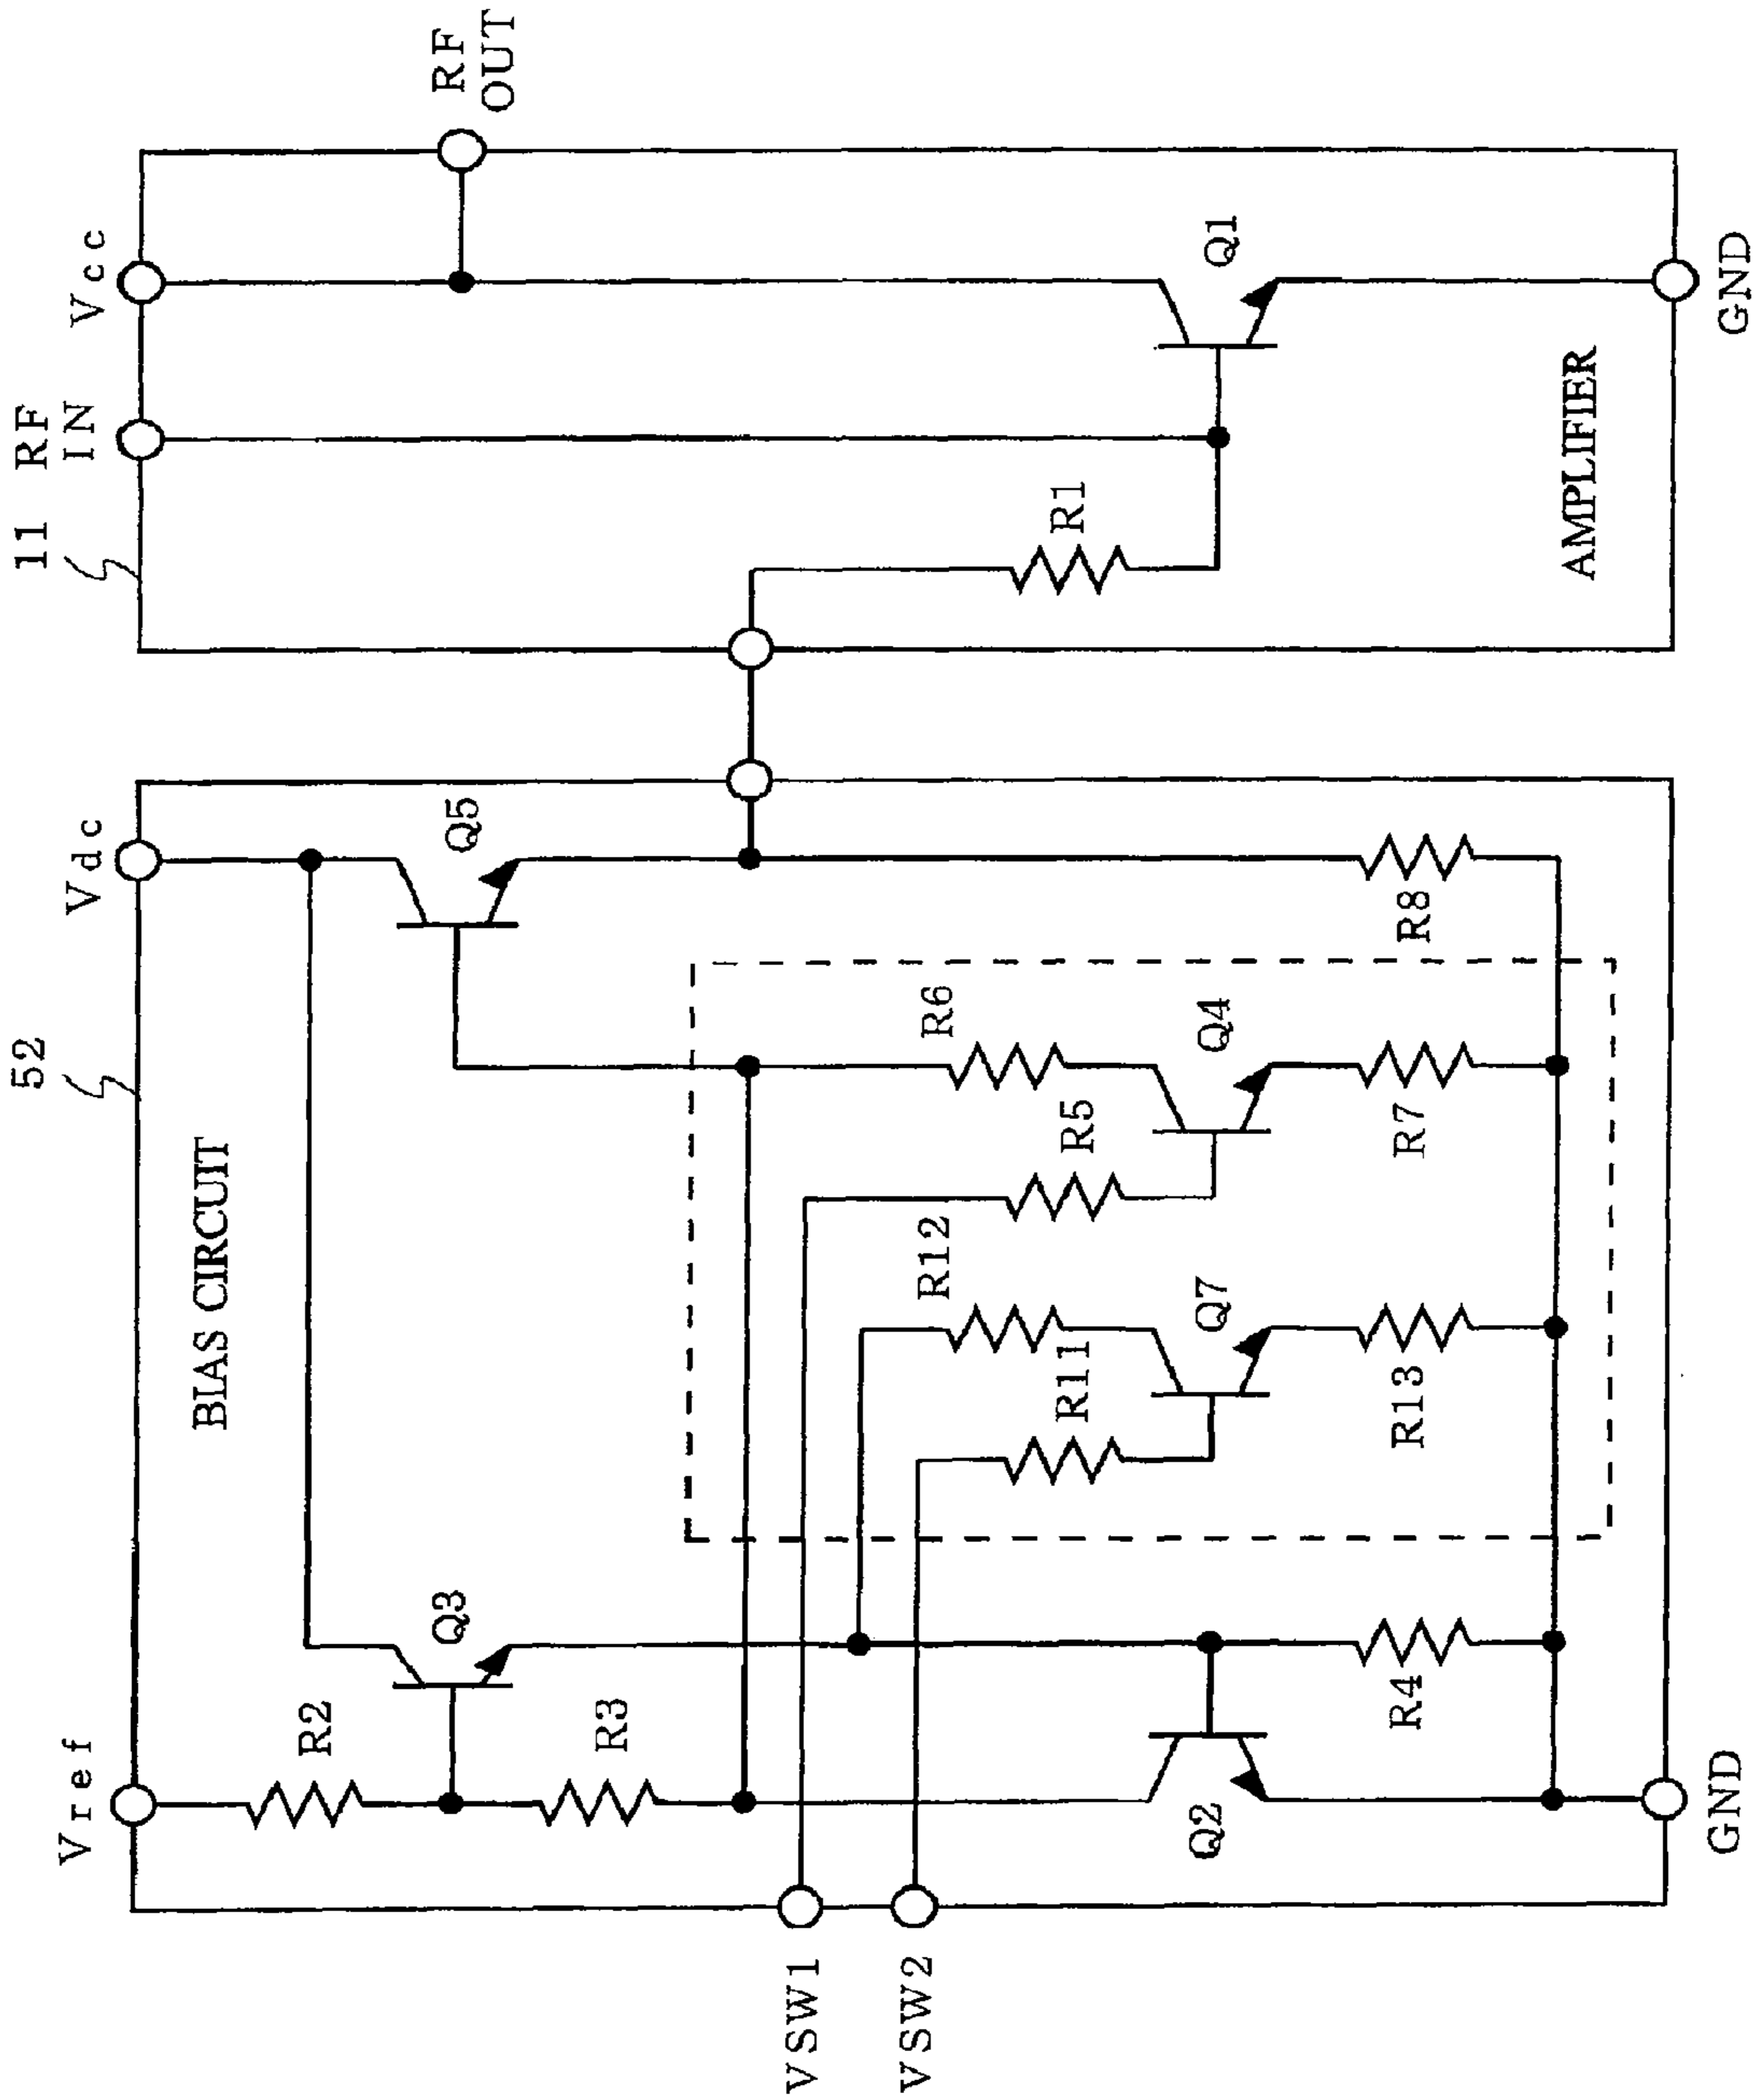 52
11
Vref
Vdc
RF
IN
Vcc
BIAS CIRCUIT
R2
Q3
Q5
RF
OUT
R3
VSW1
VSW2
R12
R6
R11
R5
R1
Q2
Q7
Q4
Q1
R4
R13
R7
R8
AMPLIFIER
GND
GND